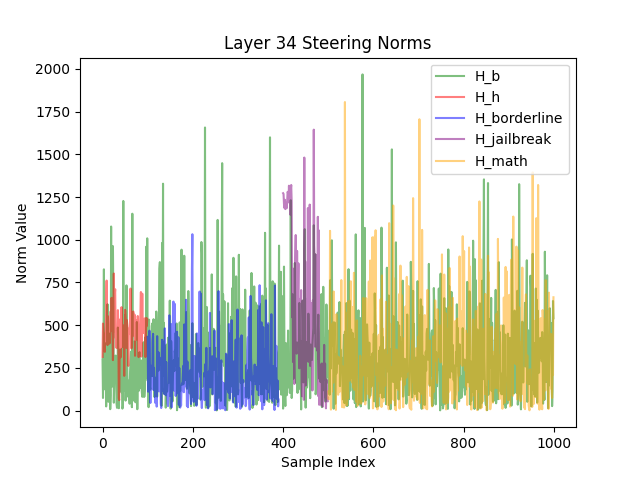 Layer 34 Steering Norms
2000
1750
1500
1250
1000
750
500
250
0
Norm Value
H_b
H_h
H_borderline
H_jailbreak
H_math
0 200 400 600 800 1000
Sample Index